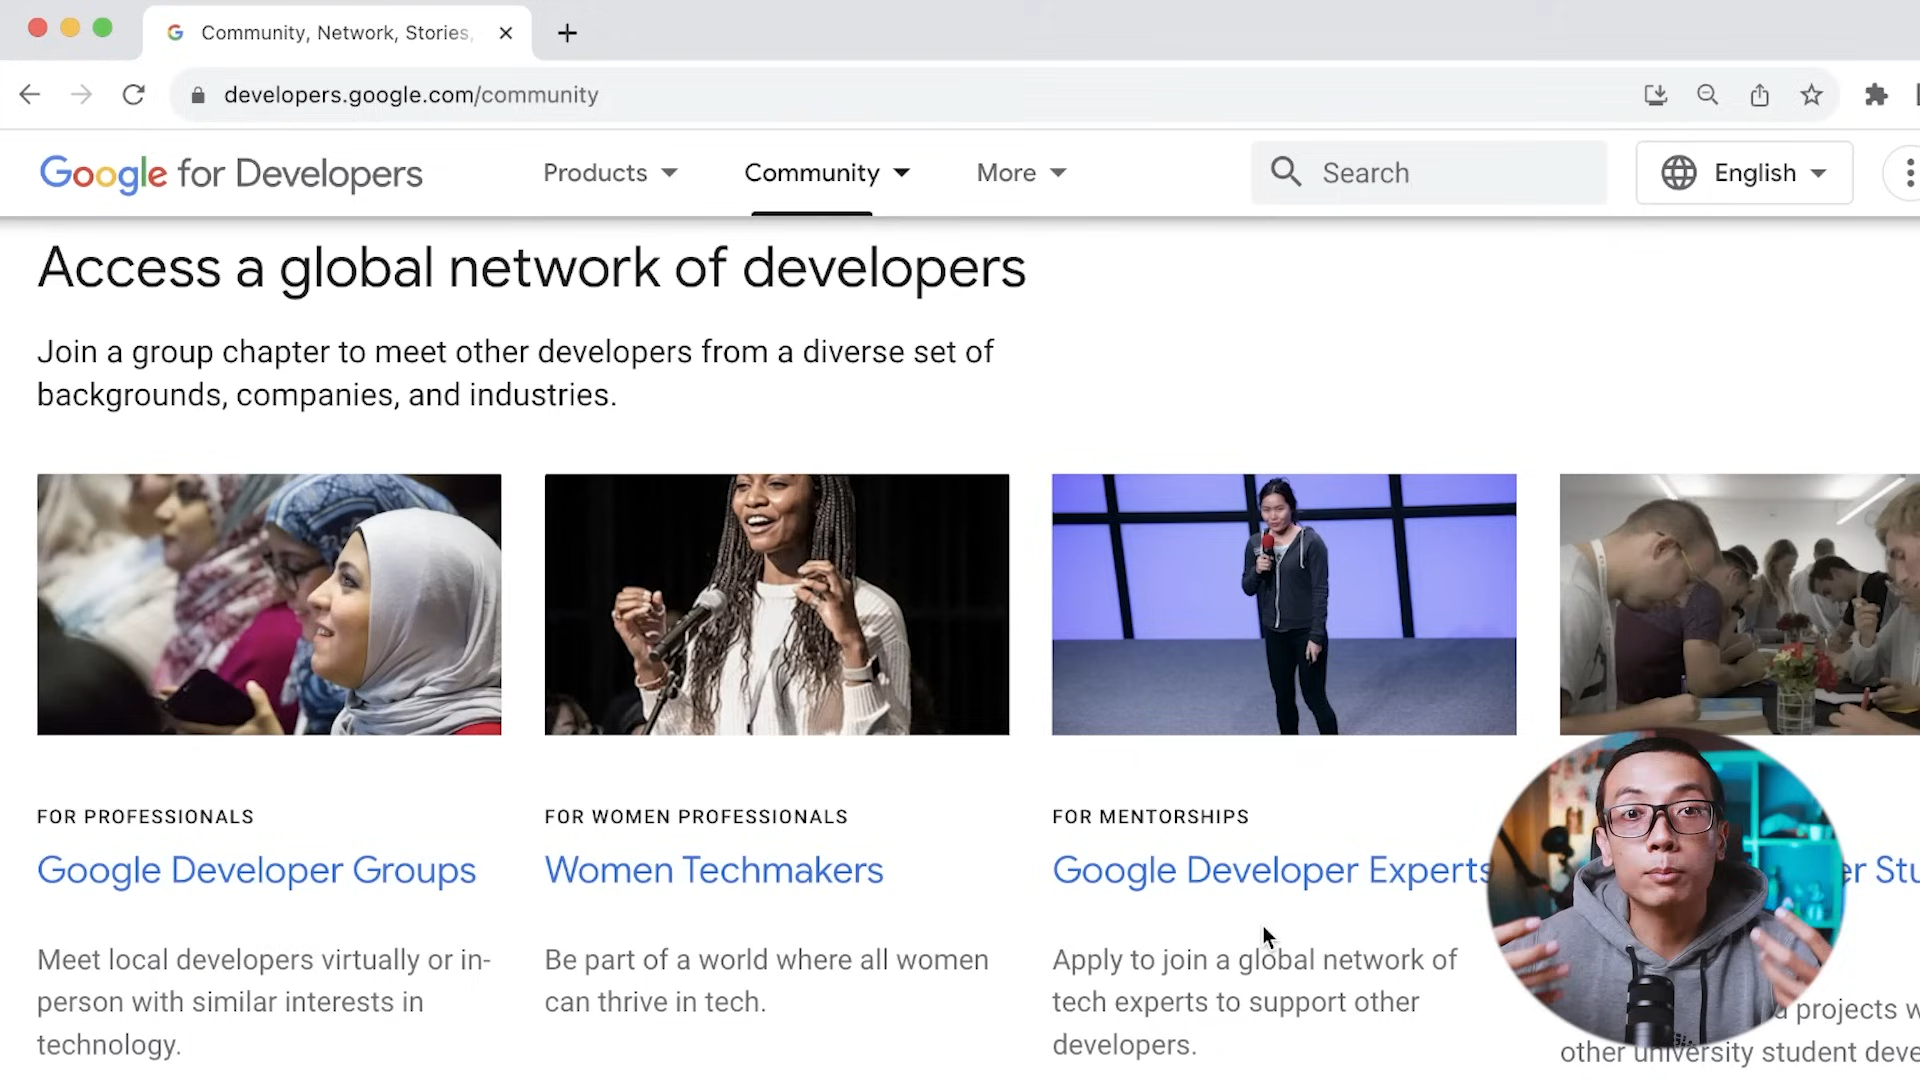 Community, Network, Stories,
developers.google.com/community
Google for Developers
Products
Community
More
Search
English
Access a global network of developers
Join a group chapter to meet other developers from a diverse set of
backgrounds, companies, and industries.
FOR PROFESSIONALS
Google Developer Groups
Meet local developers virtually or in-
person with similar interests in
technology.
FOR WOMEN PROFESSIONALS
Women Techmakers
Be part of a world where all women
can thrive in tech.
FOR MENTORSHIPS
Google Developer Experts
Apply to join a global network of
tech experts to support other
developers.
projects
other university student